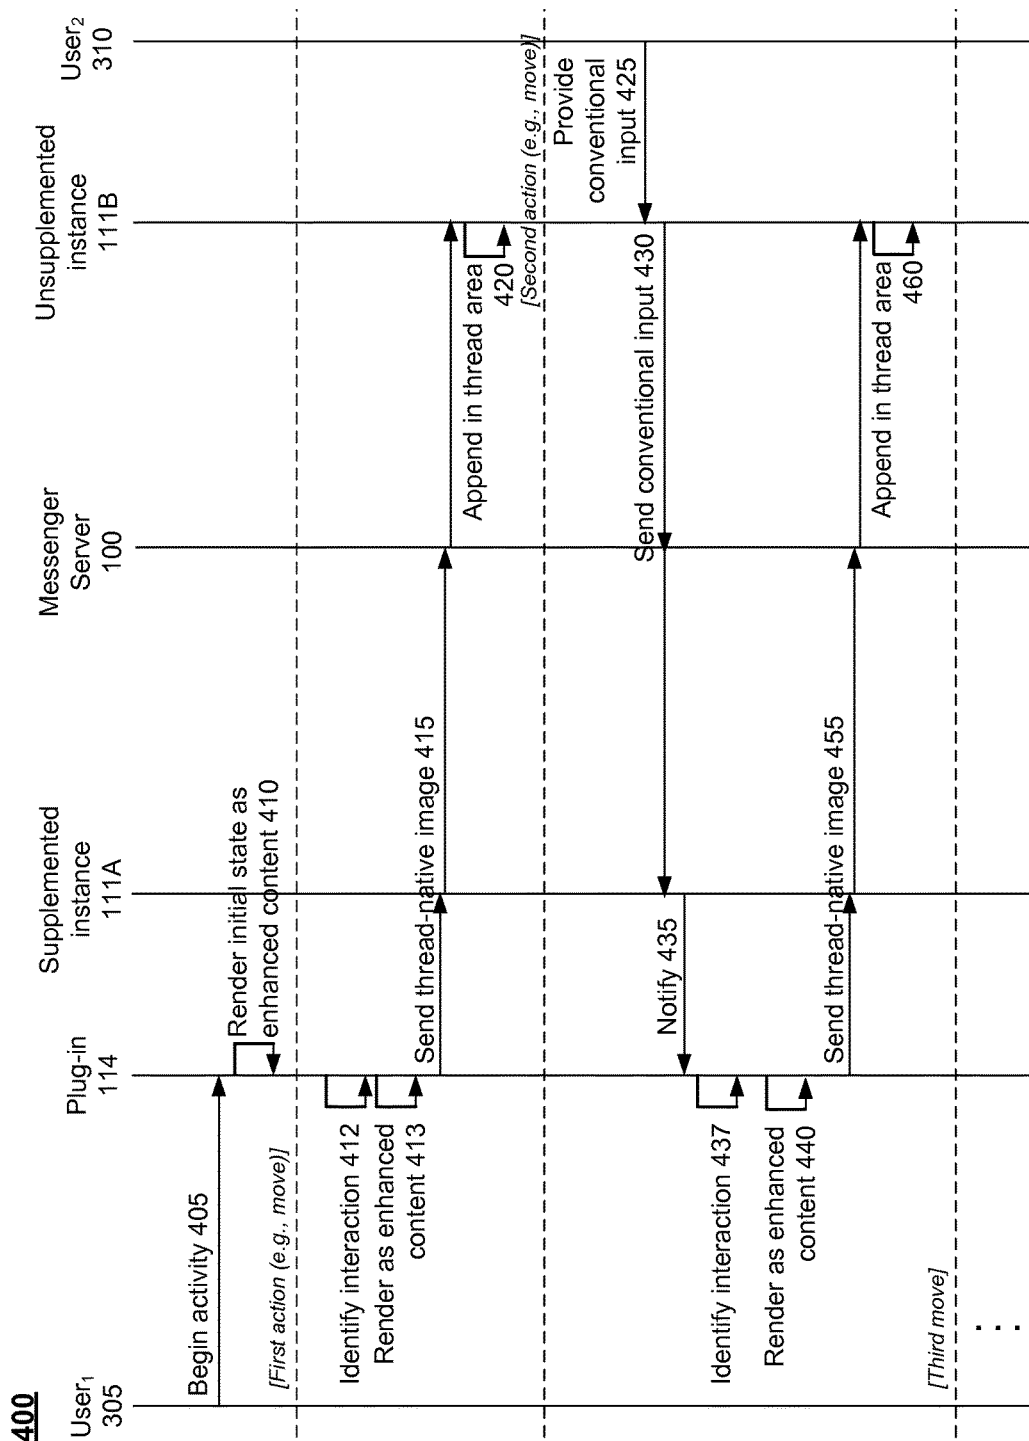 400
User1
305
Plug-in
114
Supplemented
instance
111A
Messenger
Server
100
Unsupplemented
instance
111B
User2
310
Begin activity 405
Render initial state as
enhanced content 410
[First action (e.g., move)]
Identify interaction 412
Render as enhanced
content 413
Send thread-native image 415
Append in thread area
420
[Second action (e.g., move)]
Provide
conventional
input 425
Send conventional input 430
Notify 435
Identify interaction 437
Render as enhanced
content 440
Send thread-native image 455
Append in thread area
460
[Third move]
. . .